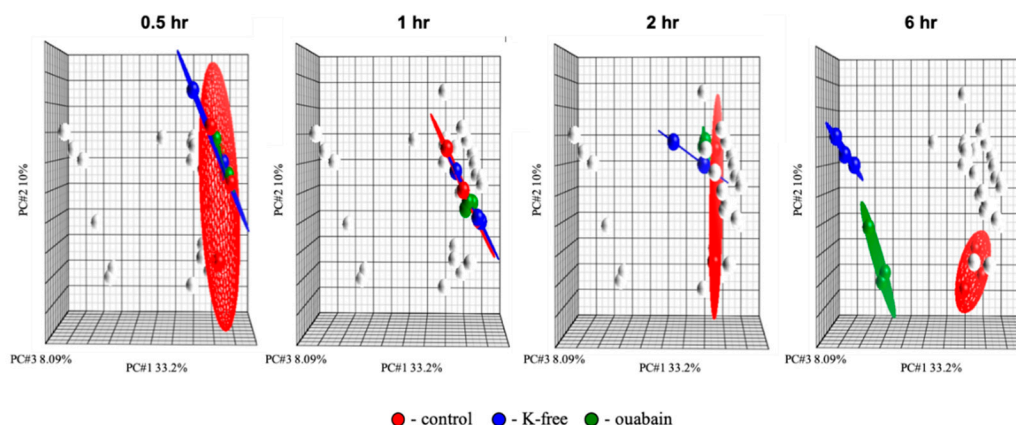 0.5 hr
1 hr
2 hr
6 hr
PC#2 10%
PC#2 10%
PC#2 10%
PC#2 10%
PC#3 8.09%
PC#1 33.2%
PC#3 8.09%
PC#1 33.2%
PC#3 8.09%
PC#1 33.2%
PC#3 8.09%
PC#1 33.2%
- control
- K-free
- ouabain